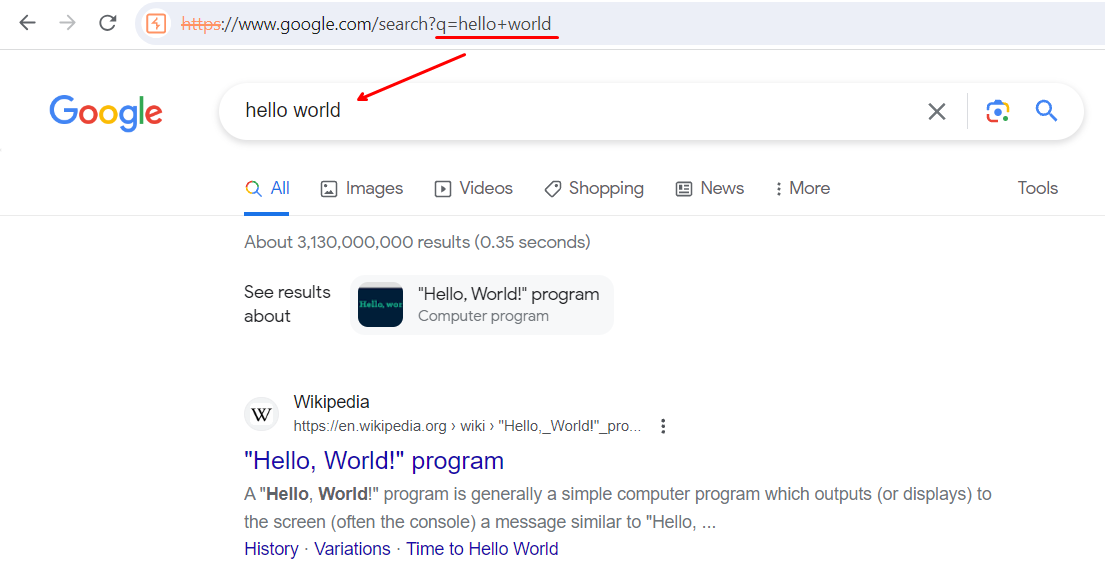 https://www.google.com/search?q=hello+world
Google
hello world
All Images Videos Shopping News More Tools
About 3,130,000,000 results (0.35 seconds)
See results about
Hello, wor
"Hello, World!" program
Computer program
W
Wikipedia
https://en.wikipedia.org › wiki › "Hello,_World!"_pro...
"Hello, World!" program
A "Hello, World!" program is generally a simple computer program which outputs (or displays) to
the screen (often the console) a message similar to "Hello, ...
History · Variations · Time to Hello World